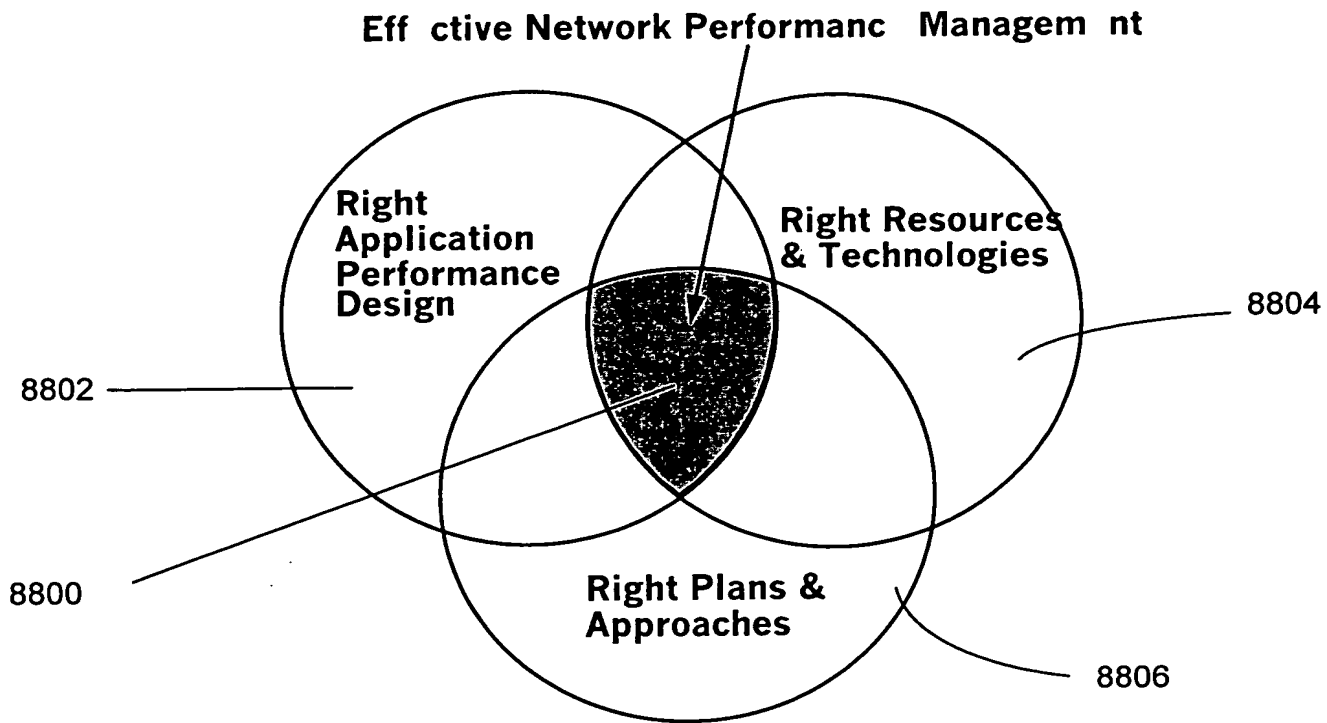 Eff ctive Network Performanc Managem nt
Right
Application
Performance
Design
Right Resources
& Technologies
8804
8802
8800
Right Plans &
Approaches
8806